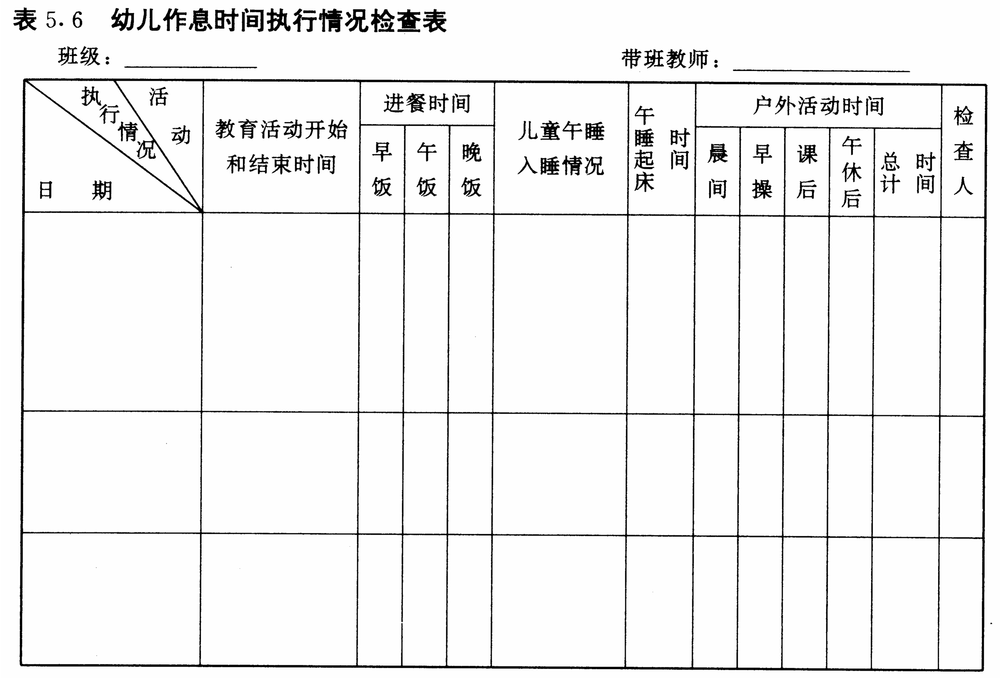 表 5.6 幼儿作息时间执行情况检查表
班级：
带班教师：
执行情况
活动
日期
教育活动开始
和结束时间
进餐时间
早饭
午饭
晚饭
儿童午睡
入睡情况
午睡起床
时间
户外活动时间
晨间
早操
课后
午休后
总计
时间
检查人